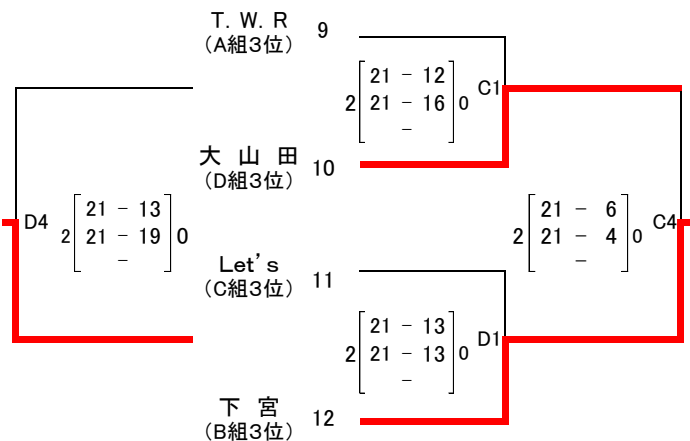 T. W. R
(A組3位)
9
2 21 - 12 0
21 - 16
-
C1
大 山 田
(D組3位)
10
D4
2 21 - 13 0
21 - 19
-
2 21 - 6 0
21 - 4
-
C4
Let's
(C組3位)
11
2 21 - 13 0
21 - 13
-
D1
下 宮
(B組3位)
12